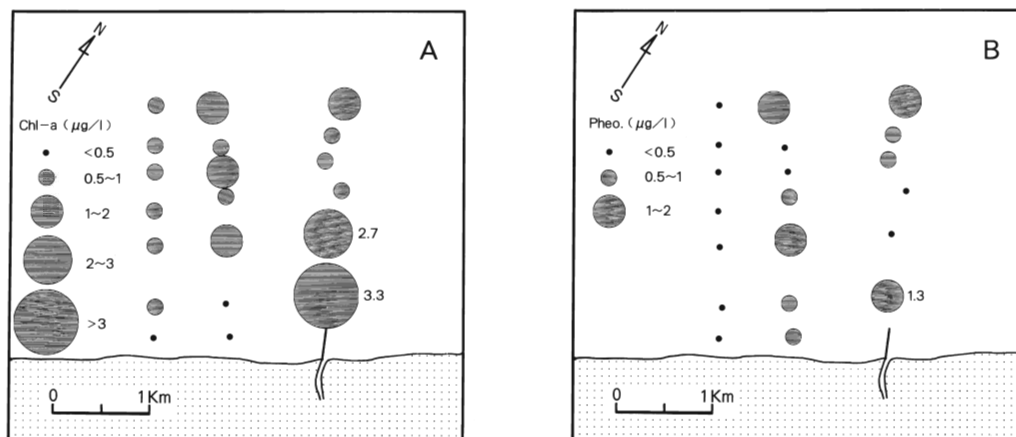 A
N
S
Chl-a (μg/l)
<0.5
0.5~1
1~2
2~3
>3
2.7
3.3
0 1Km
B
N
S
Pheo. (μg/l)
<0.5
0.5~1
1~2
1.3
0 1Km